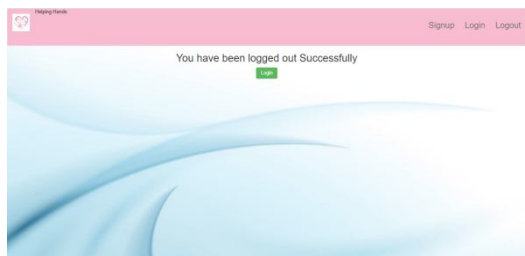 Helping Hands
Signup Login Logout
You have been logged out Successfully
Login